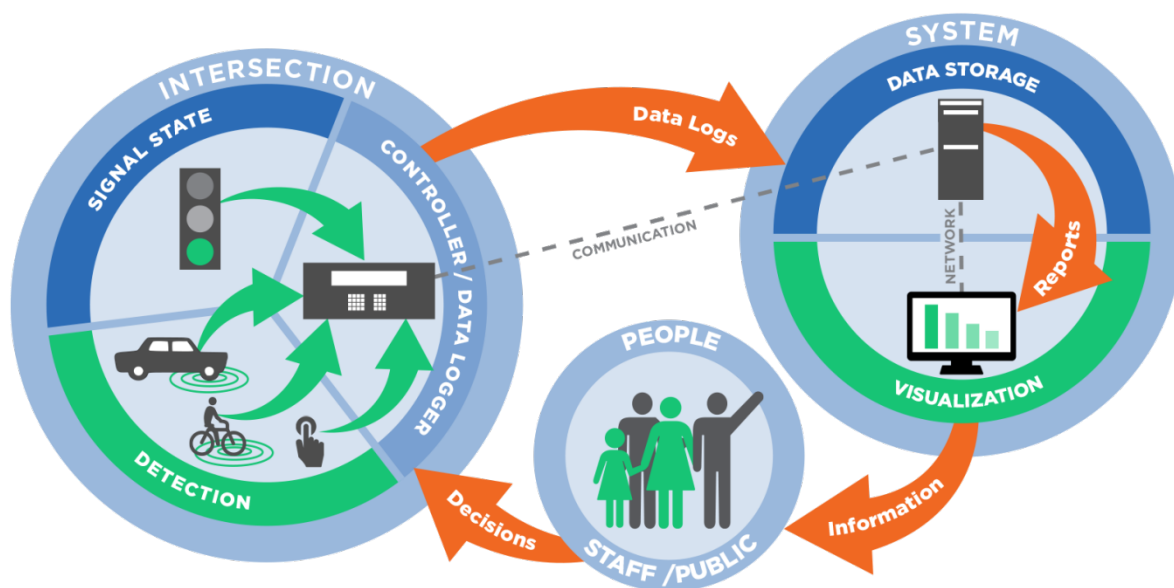 INTERSECTION
SIGNAL STATE
CONTROLLER / DATA LOGGER
DETECTION
Data Logs
COMMUNICATION
SYSTEM
DATA STORAGE
NETWORK
Reports
VISUALIZATION
Information
PEOPLE
STAFF /PUBLIC
Decisions